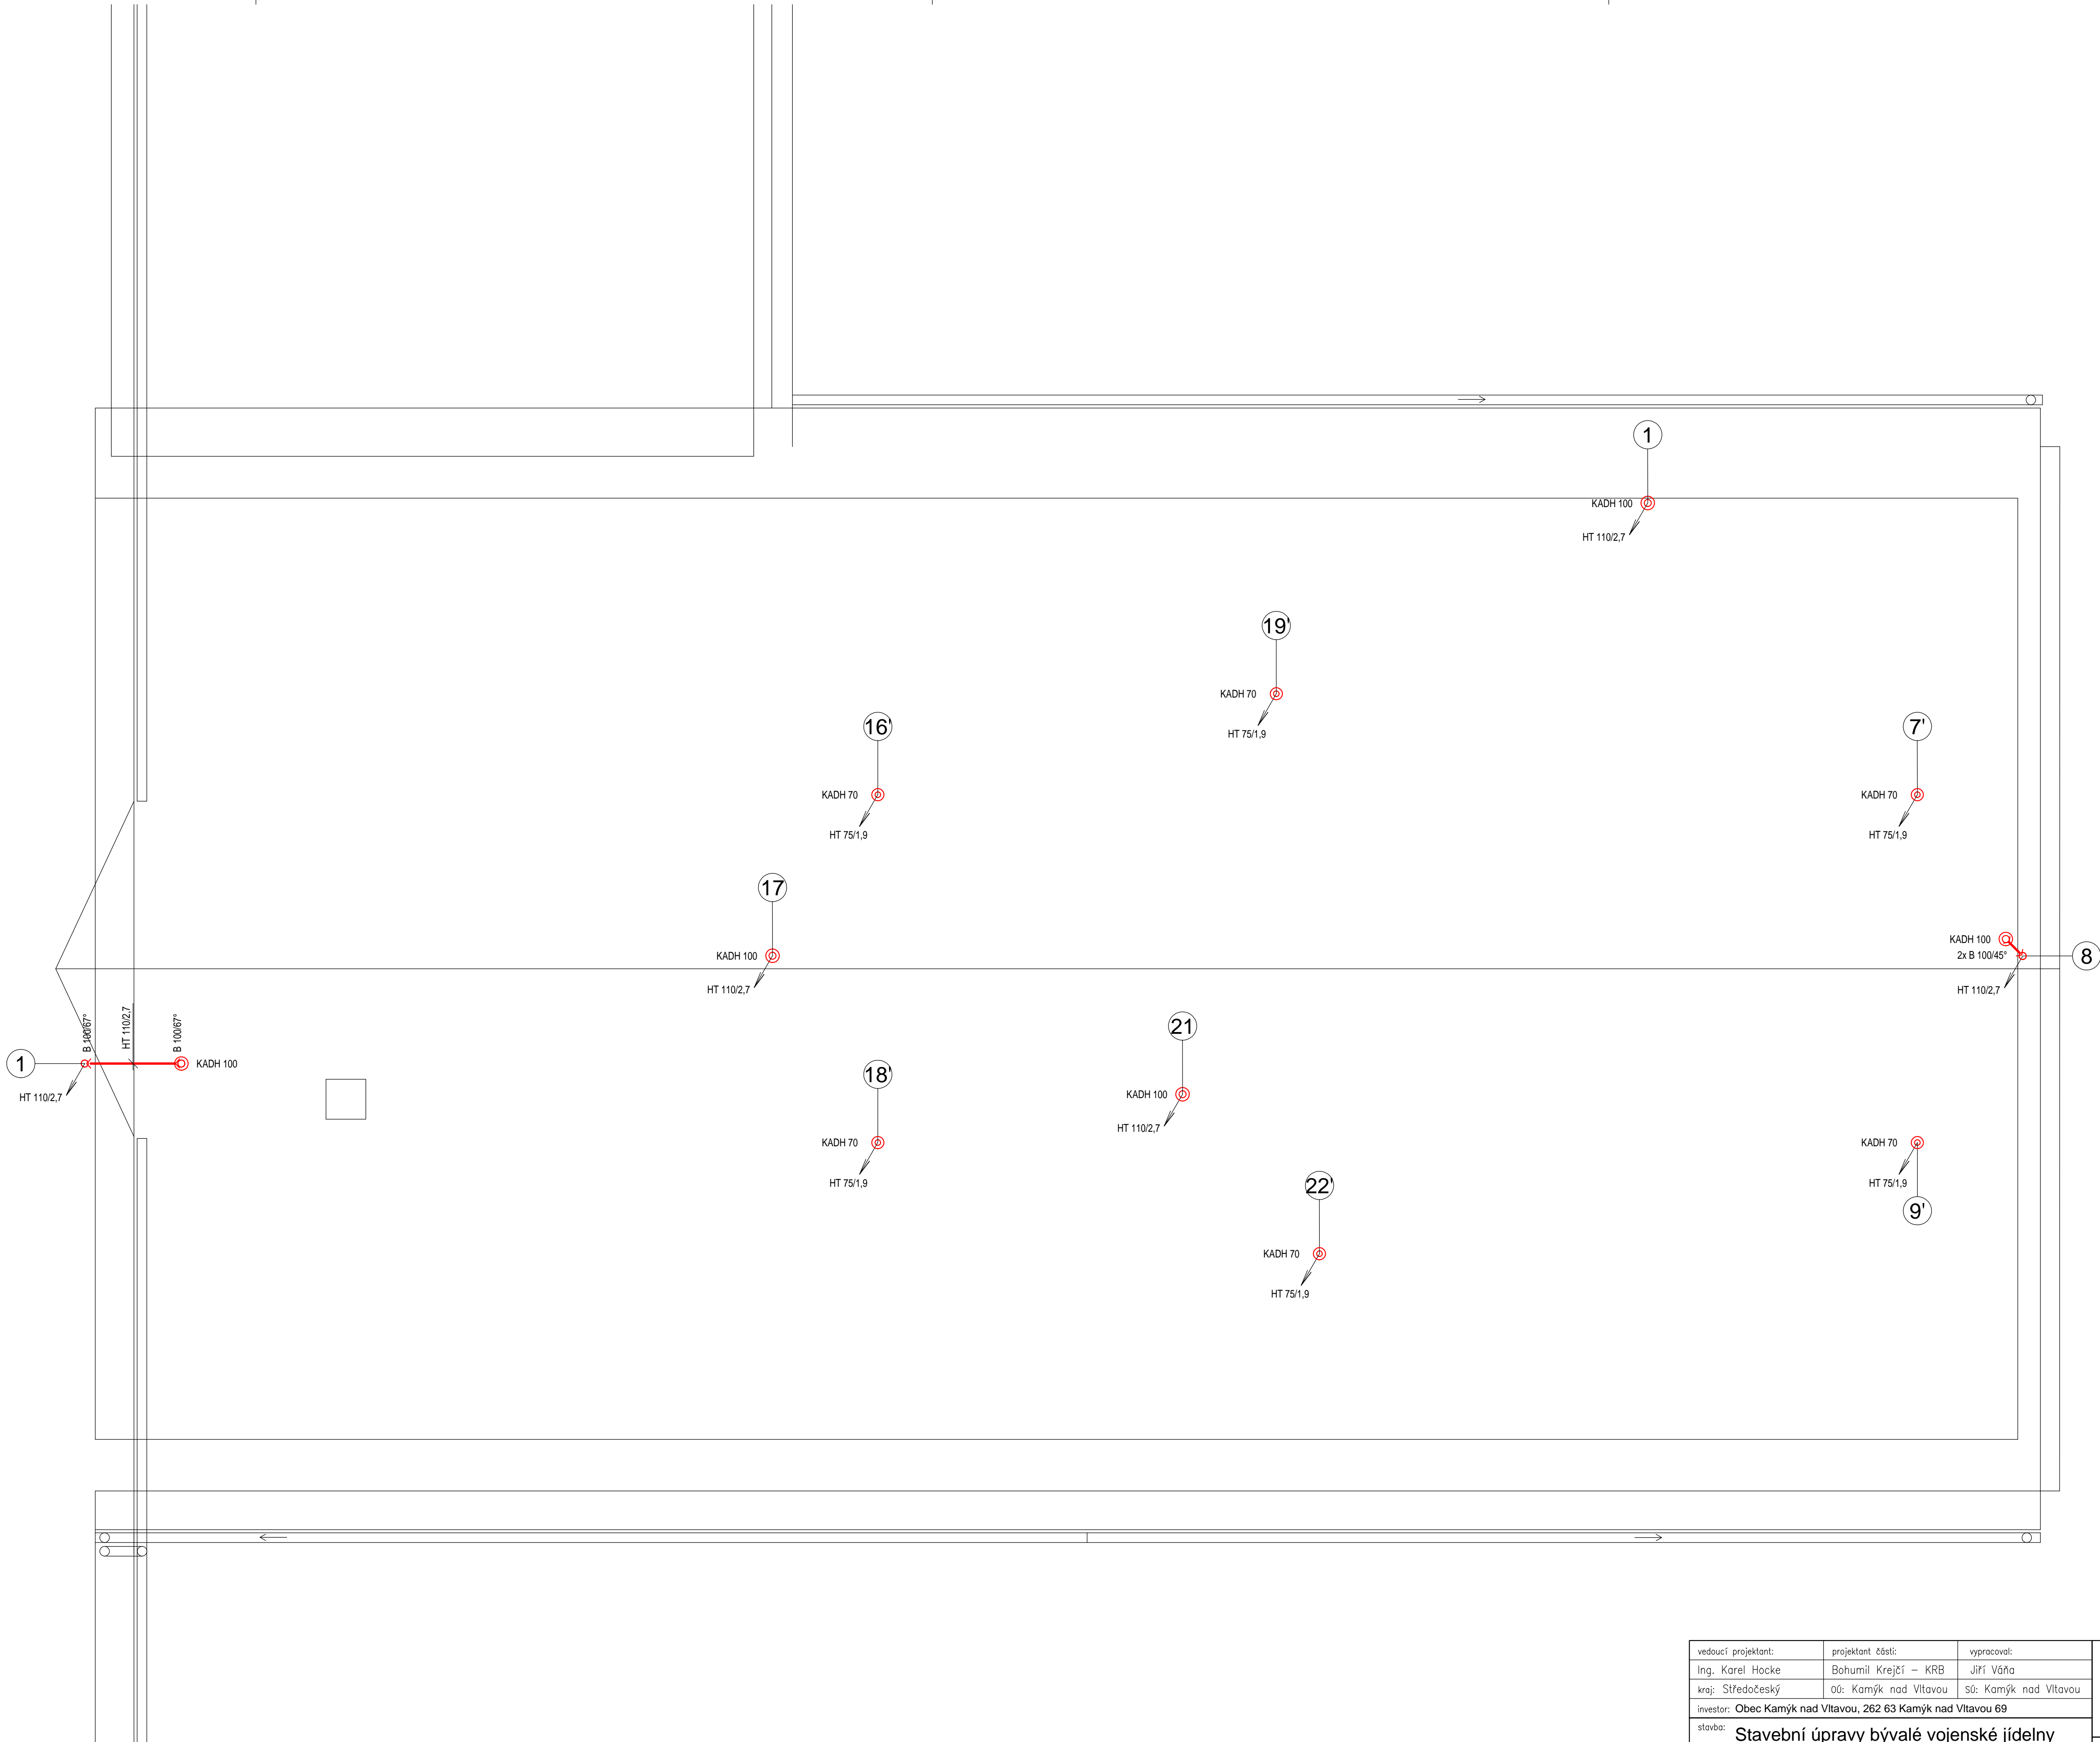 1
KADH 100
HT 110/2,7
19'
KADH 70
HT 75/1,9
16'
KADH 70
HT 75/1,9
7'
KADH 70
HT 75/1,9
17
KADH 100
HT 110/2,7
KADH 100
2x B 100/45°
8
HT 110/2,7
B 100/67°
HT 110/2,7
B 100/67°
1
KADH 100
HT 110/2,7
21
KADH 100
HT 110/2,7
18'
KADH 70
HT 75/1,9
KADH 70
HT 75/1,9
9'
22'
KADH 70
HT 75/1,9
vedoucí projektant: projektant části: vypracoval:
Ing. Karel Hocke Bohumil Krejčí – KRB Jiří Váňa
kraj: Středočeský OÚ: Kamýk nad Vltavou SÚ: Kamýk nad Vltavou
investor: Obec Kamýk nad Vltavou, 262 63 Kamýk nad Vltavou 69
stavba: Stavební úpravy bývalé vojenské jídelny